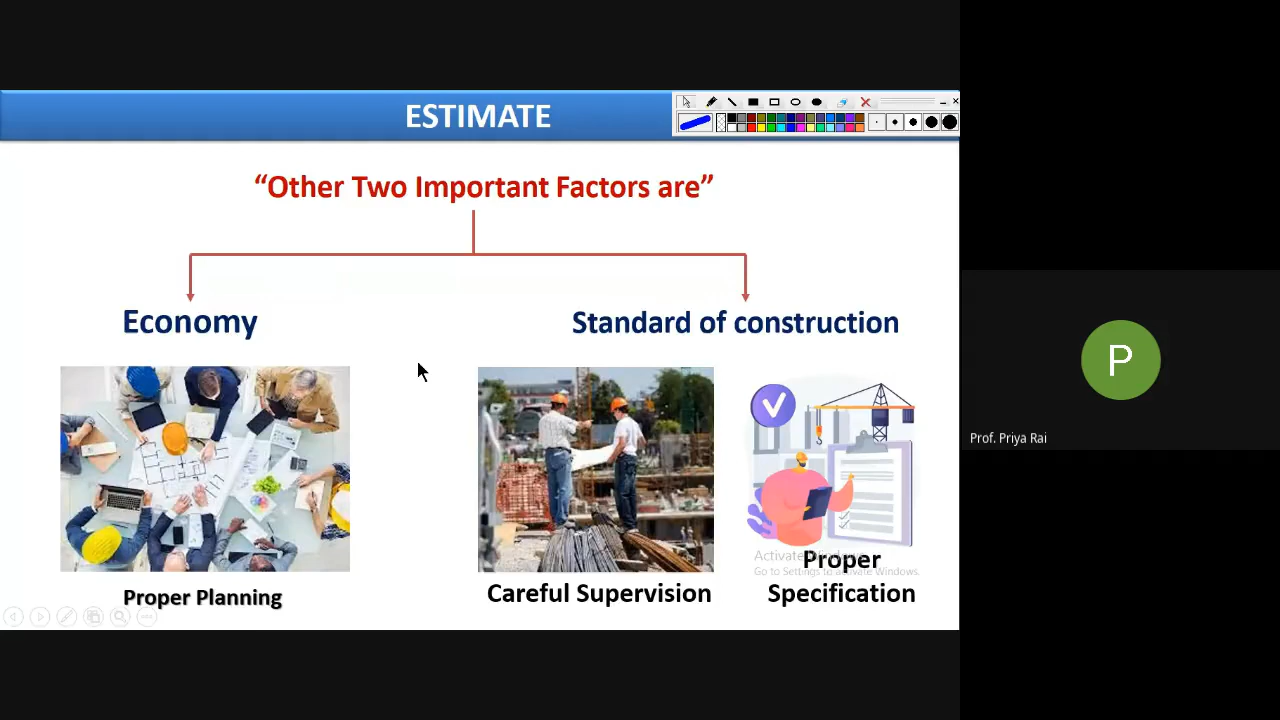 ESTIMATE
“Other Two Important Factors are”
Economy
Standard of construction
Proper Planning
Careful Supervision
Proper
Specification
Activate Windows
Go to Settings to activate Windows.
P
Prof. Priya Rai